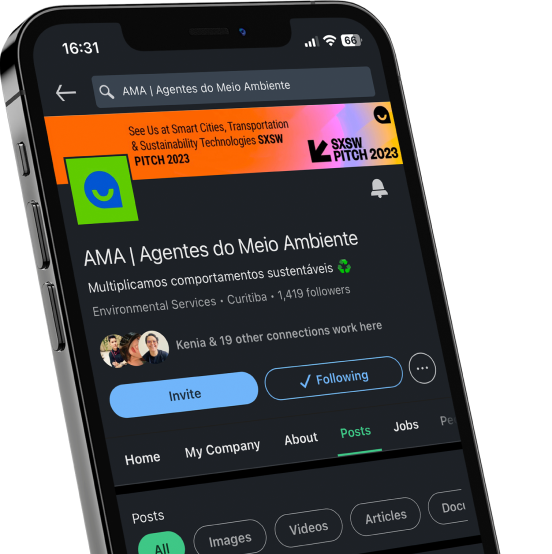 16:31
66
AMA | Agentes do Meio Ambiente
See Us at Smart Cities, Transportation
& Sustainability Technologies SXSW
PITCH 2023
SXSW
PITCH 2023
AMA | Agentes do Meio Ambiente
Multiplicamos comportamentos sustentáveis ♻️
Environmental Services • Curitiba • 1,419 followers
Kenia & 19 other connections work here
Invite
✓ Following
Home My Company About Posts Jobs Pe
Posts
All Images Videos Articles Docu